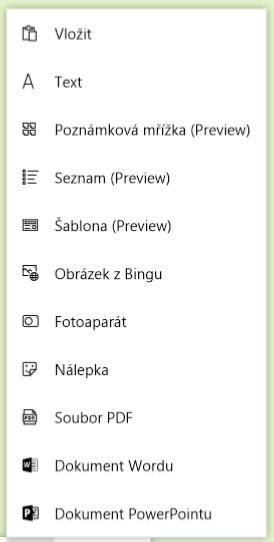 Vložit
Text
Poznámková mřížka (Preview)
Seznam (Preview)
Šablona (Preview)
Obrázek z Bingu
Fotoaparát
Nálepka
Soubor PDF
Dokument Wordu
Dokument PowerPointu